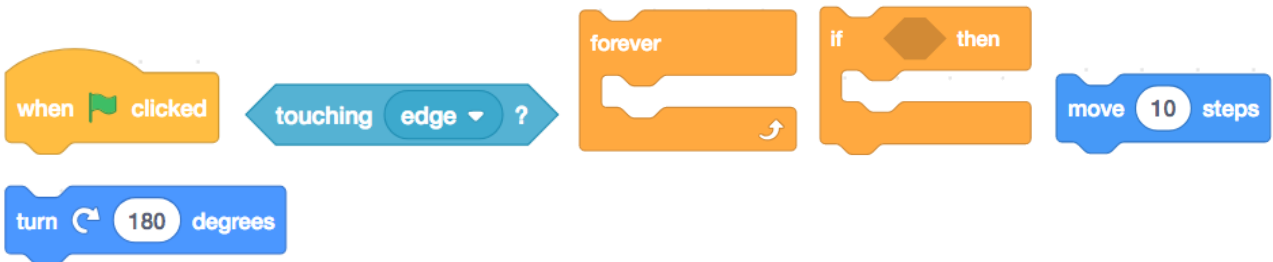 when clicked
touching edge ?
forever
if then
move 10 steps
turn 180 degrees